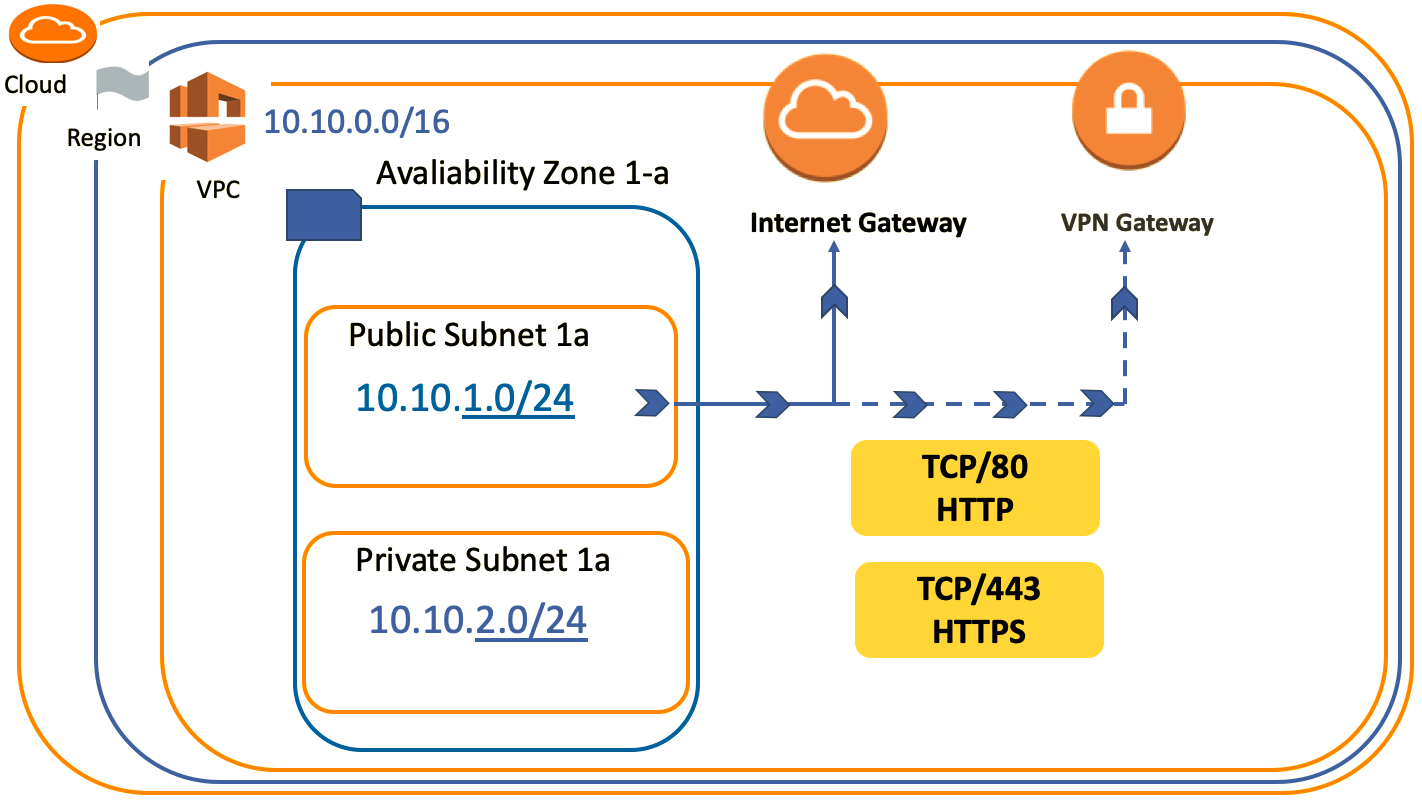 Cloud
Region
VPC
10.10.0.0/16
Avaliability Zone 1-a
Internet Gateway
VPN Gateway
Public Subnet 1a
10.10.1.0/24
TCP/80
HTTP
Private Subnet 1a
10.10.2.0/24
TCP/443
HTTPS